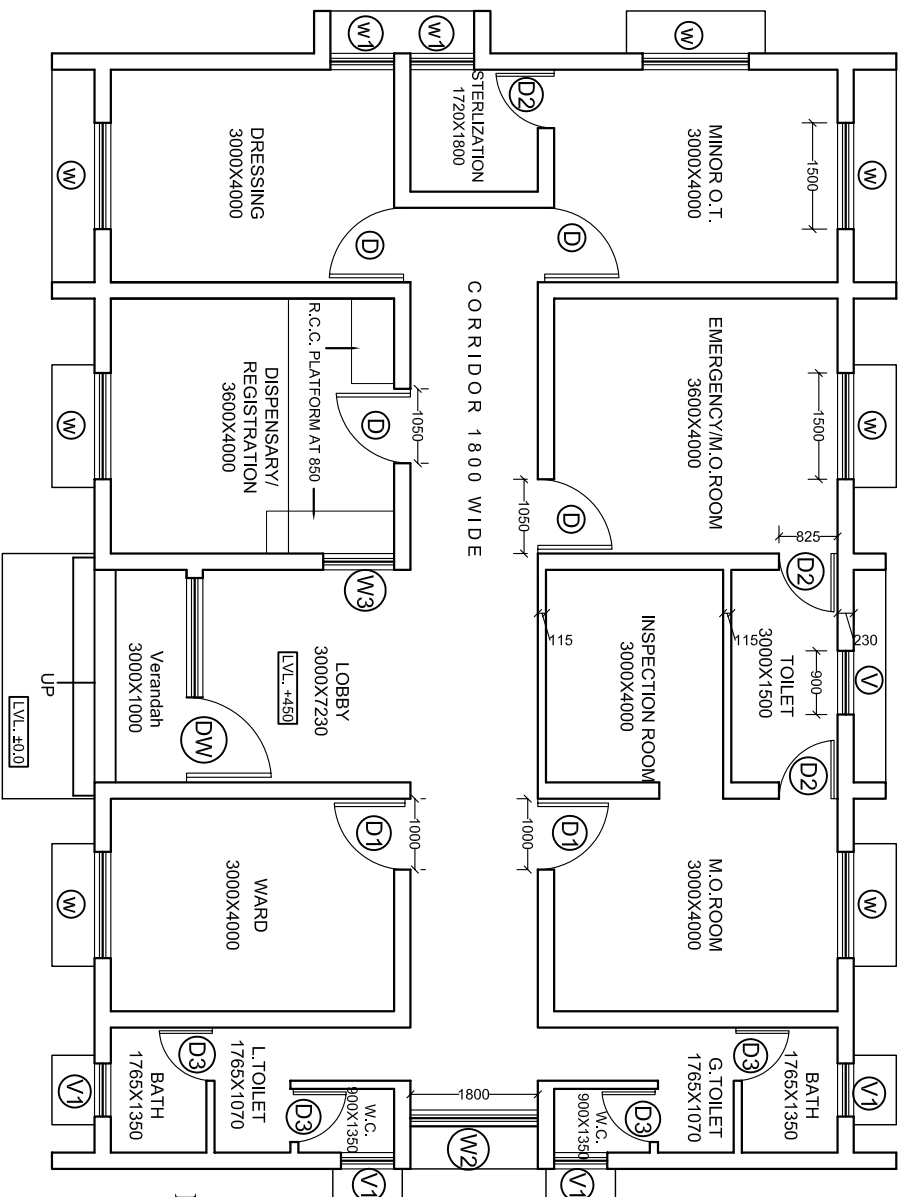 w1
w1
w
STERLIZATION
1720X1800
D2
MINOR O.T.
3000X4000
1500
w
DRESSING
3000X4000
w
D
D
CORRIDOR 1800 WIDE
R.C.C. PLATFORM AT 850
DISPENSARY/
REGISTRATION
3600X4000
w
D
1050
EMERGENCY/M.O.ROOM
3600X4000
1500
w
1050
D
825
D2
W3
LOBBY
3000X7230
LVL. +450
Verandah
3000X1000
DW
UP
LVL. ±0.0
115
INSPECTION ROOM
3000X4000
115
TOILET
3000X1500
900
230
V
D2
D1
1000
WARD
3000X4000
w
1000
D1
M.O.ROOM
3000X4000
w
D3
L.TOILET
1765X1070
BATH
1765X1350
V1
D3
W.C.
900X1350
V1
1800
W2
D3
G.TOILET
1765X1070
BATH
1765X1350
V1
D3
W.C.
900X1350
V1